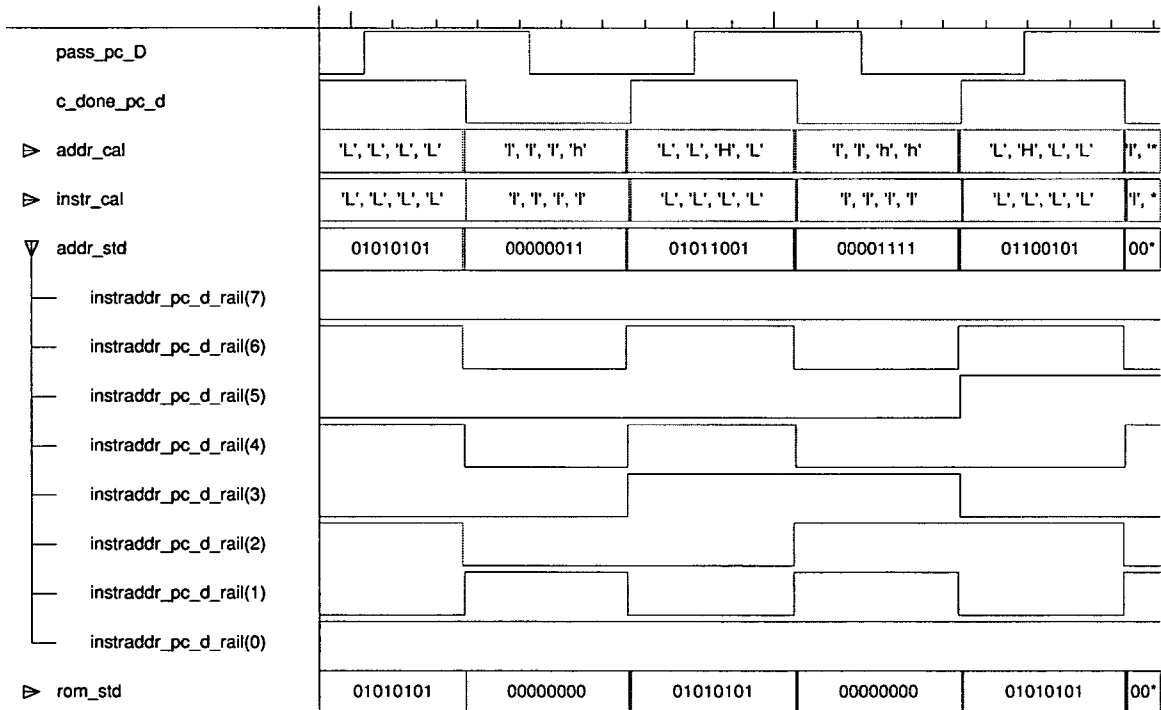 pass_pc_D
c_done_pc_d
addr_cal 'L', 'L', 'L', 'L' 'l', 'l', 'l', 'h' 'L', 'L', 'H', 'L' 'l', 'l', 'h', 'h' 'L', 'H', 'L', 'L' 'l', '*
instr_cal 'L', 'L', 'L', 'L' 'l', 'l', 'l', 'l' 'L', 'L', 'L', 'L' 'l', 'l', 'l', 'l' 'L', 'L', 'L', 'L' 'l', *
addr_std 01010101 00000011 01011001 00001111 01100101 00*
instraddr_pc_d_rail(7)
instraddr_pc_d_rail(6)
instraddr_pc_d_rail(5)
instraddr_pc_d_rail(4)
instraddr_pc_d_rail(3)
instraddr_pc_d_rail(2)
instraddr_pc_d_rail(1)
instraddr_pc_d_rail(0)
rom_std 01010101 00000000 01010101 00000000 01010101 00*